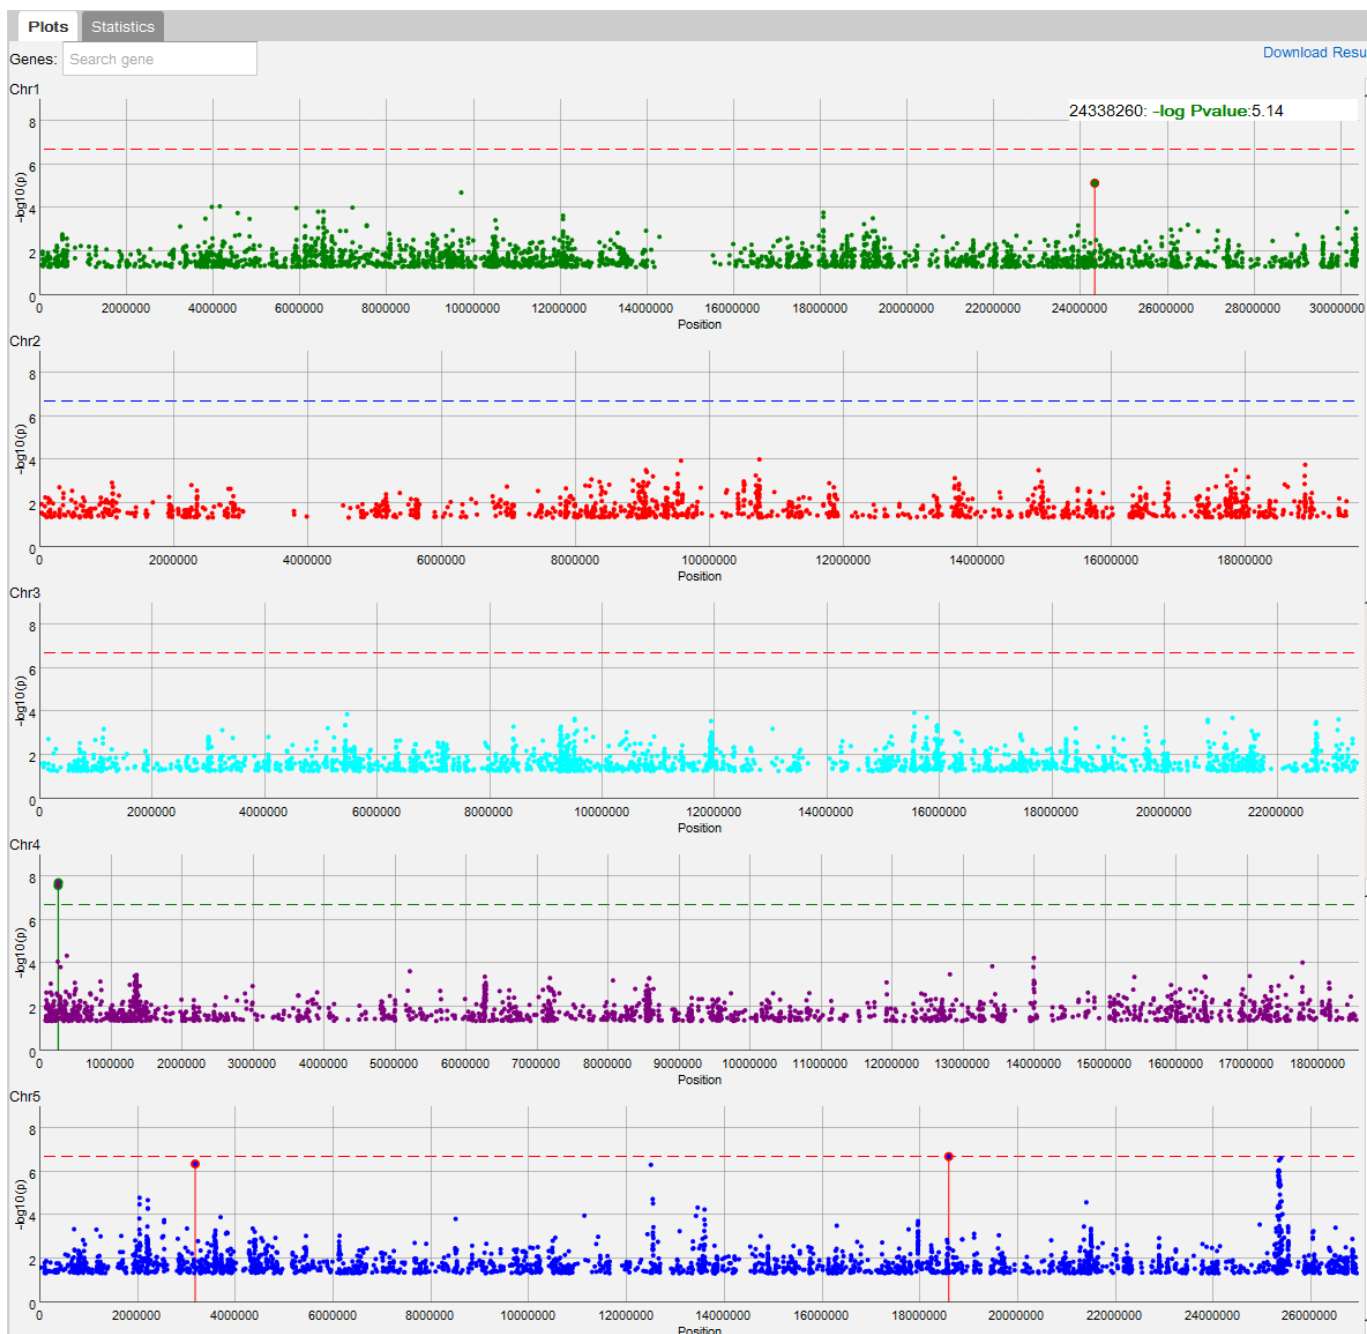 Plots Statistics
Genes: Search gene Download Resu
Chr1
24338260: -log Pvalue:5.14
8
6
4
2
0
-log10(p)
0 2000000 4000000 6000000 8000000 10000000 12000000 14000000 16000000 18000000 20000000 22000000 24000000 26000000 28000000 30000000
Position
Chr2
8
6
4
2
0
-log10(p)
0 2000000 4000000 6000000 8000000 10000000 12000000 14000000 16000000 18000000
Position
Chr3
8
6
4
2
0
-log10(p)
0 2000000 4000000 6000000 8000000 10000000 12000000 14000000 16000000 18000000 20000000 22000000
Position
Chr4
8
6
4
2
0
-log10(p)
0 1000000 2000000 3000000 4000000 5000000 6000000 7000000 8000000 9000000 10000000 11000000 12000000 13000000 14000000 15000000 16000000 17000000 18000000
Position
Chr5
8
6
4
2
0
-log10(p)
0 2000000 4000000 6000000 8000000 10000000 12000000 14000000 16000000 18000000 20000000 22000000 24000000 26000000
Position